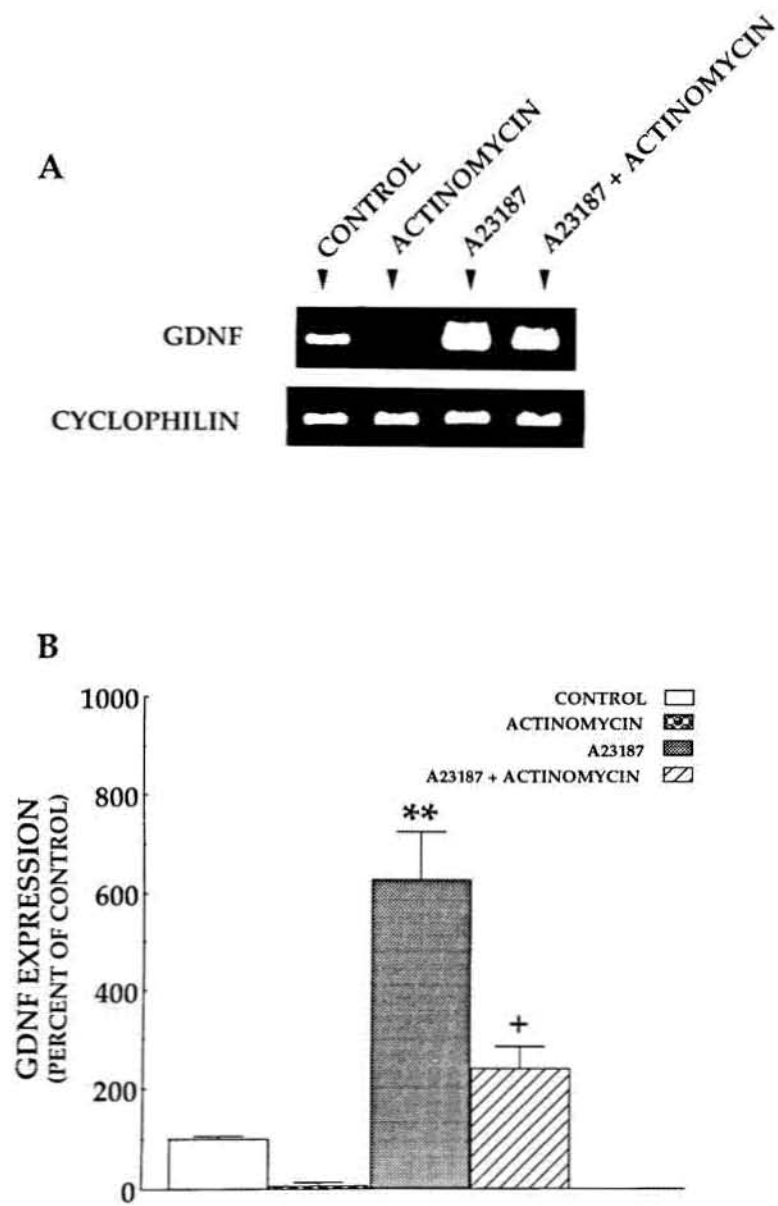 A
CONTROL
ACTINOMYCIN
A23187
A23187 + ACTINOMYCIN
GDNF
CYCLOPHILIN
B
GDNF EXPRESSION
(PERCENT OF CONTROL)
1000
800
600
400
200
0
CONTROL
ACTINOMYCIN
A23187
A23187 + ACTINOMYCIN
**
+